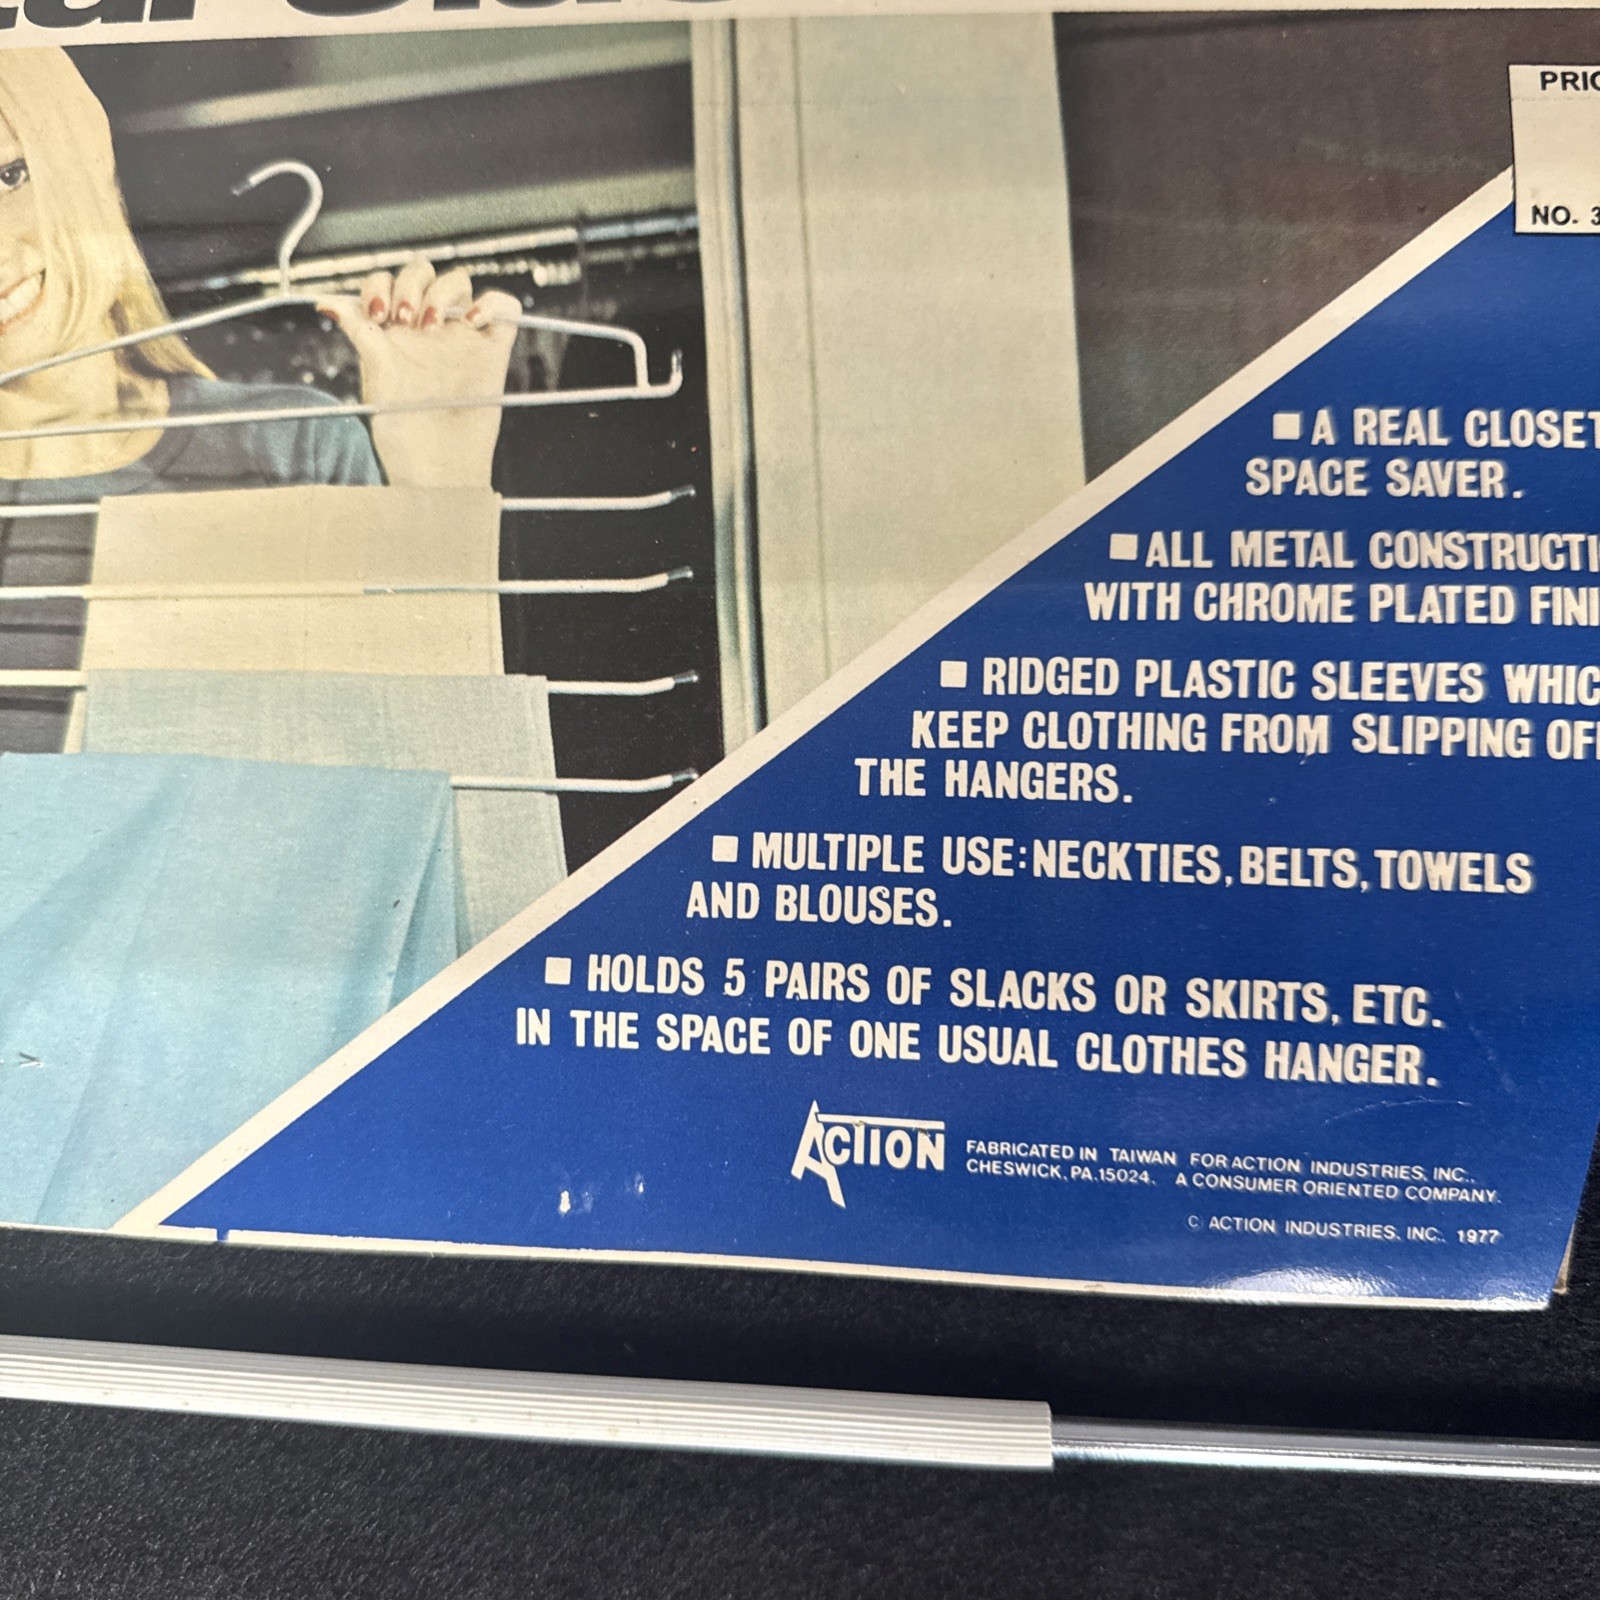 PRIC
NO. 3
■ A REAL CLOSET
SPACE SAVER.
■ ALL METAL CONSTRUCTI
WITH CHROME PLATED FINI
■ RIDGED PLASTIC SLEEVES WHIC
KEEP CLOTHING FROM SLIPPING OF
THE HANGERS.
■ MULTIPLE USE: NECKTIES, BELTS, TOWELS
AND BLOUSES.
■ HOLDS 5 PAIRS OF SLACKS OR SKIRTS, ETC.
IN THE SPACE OF ONE USUAL CLOTHES HANGER.
ACTION
FABRICATED IN TAIWAN FOR ACTION INDUSTRIES, INC.,
CHESWICK, PA. 15024. A CONSUMER ORIENTED COMPANY.
© ACTION INDUSTRIES, INC., 1977